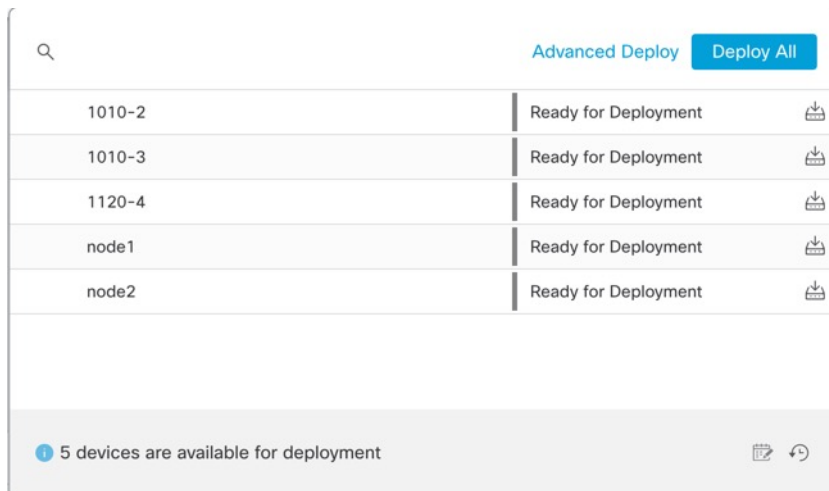 Advanced Deploy Deploy All
1010-2 Ready for Deployment
1010-3 Ready for Deployment
1120-4 Ready for Deployment
node1 Ready for Deployment
node2 Ready for Deployment
5 devices are available for deployment